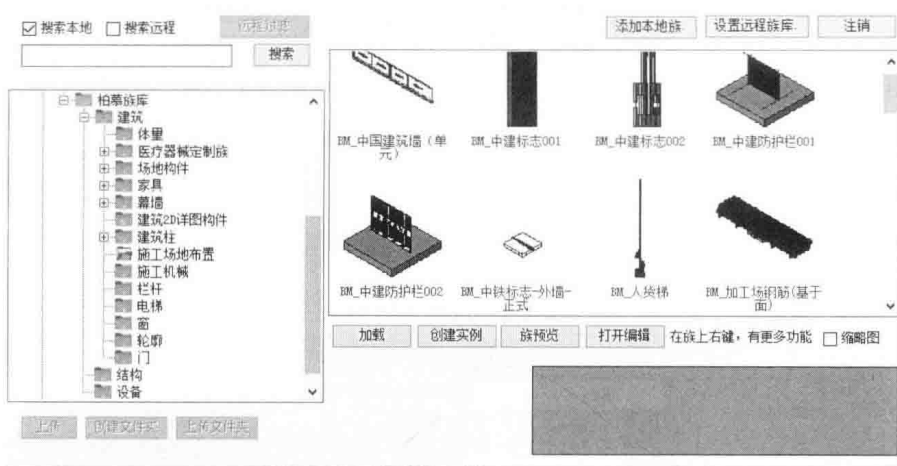 搜索本地 搜索远程 远程过滤
添加本地族 设置远程族库 注销
搜索
柏慕族库
建筑
体量
医疗器械定制族
场地构件
家具
幕墙
建筑2D详图构件
建筑柱
施工场地布置
施工机械
栏杆
电梯
窗
轮廓
门
结构
设备
BM_中国建筑墙(单
元)
BM_中建标志001
BM_中建标志002
BM_中建防护栏001
BM_中建防护栏002
BM_中铁标志-外墙-
正式
BM_人货梯
BM_加工场钢筋(基于
面)
加载 创建实例 族预览 打开编辑 在族上右键，有更多功能 缩略图
上传 创建文件夹 上传文件夹